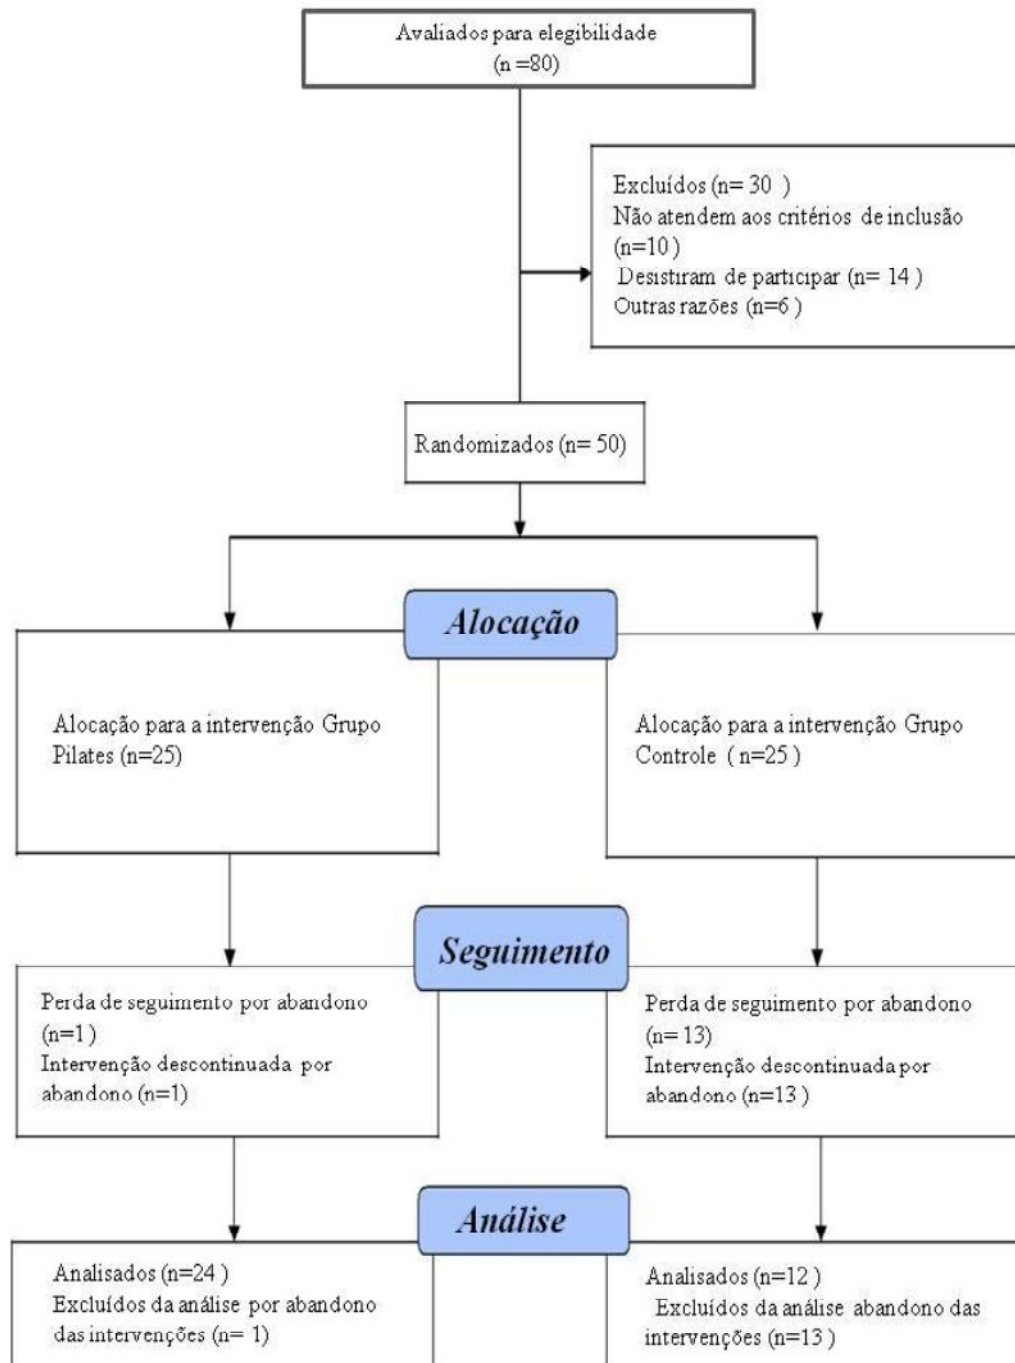 Avaliados para elegibilidade
(n =80)
Excluídos (n= 30 )
Não atendem aos critérios de inclusão
(n=10 )
Desistiram de participar (n= 14 )
Outras razões (n=6 )
Randomizados (n= 50)
Alocação
Alocação para a intervenção Grupo
Pilates (n=25)
Alocação para a intervenção Grupo
Controle ( n=25 )
Seguimento
Perda de seguimento por abandono
(n=1 )
Intervenção descontinuada por
abandono (n=1)
Perda de seguimento por abandono
(n= 13)
Intervenção descontinuada por
abandono (n=13 )
Análise
Analisados (n=24 )
Excluídos da análise por abandono
das intervenções (n= 1)
Analisados (n=12 )
Excluídos da análise abandono das
intervenções (n=13 )